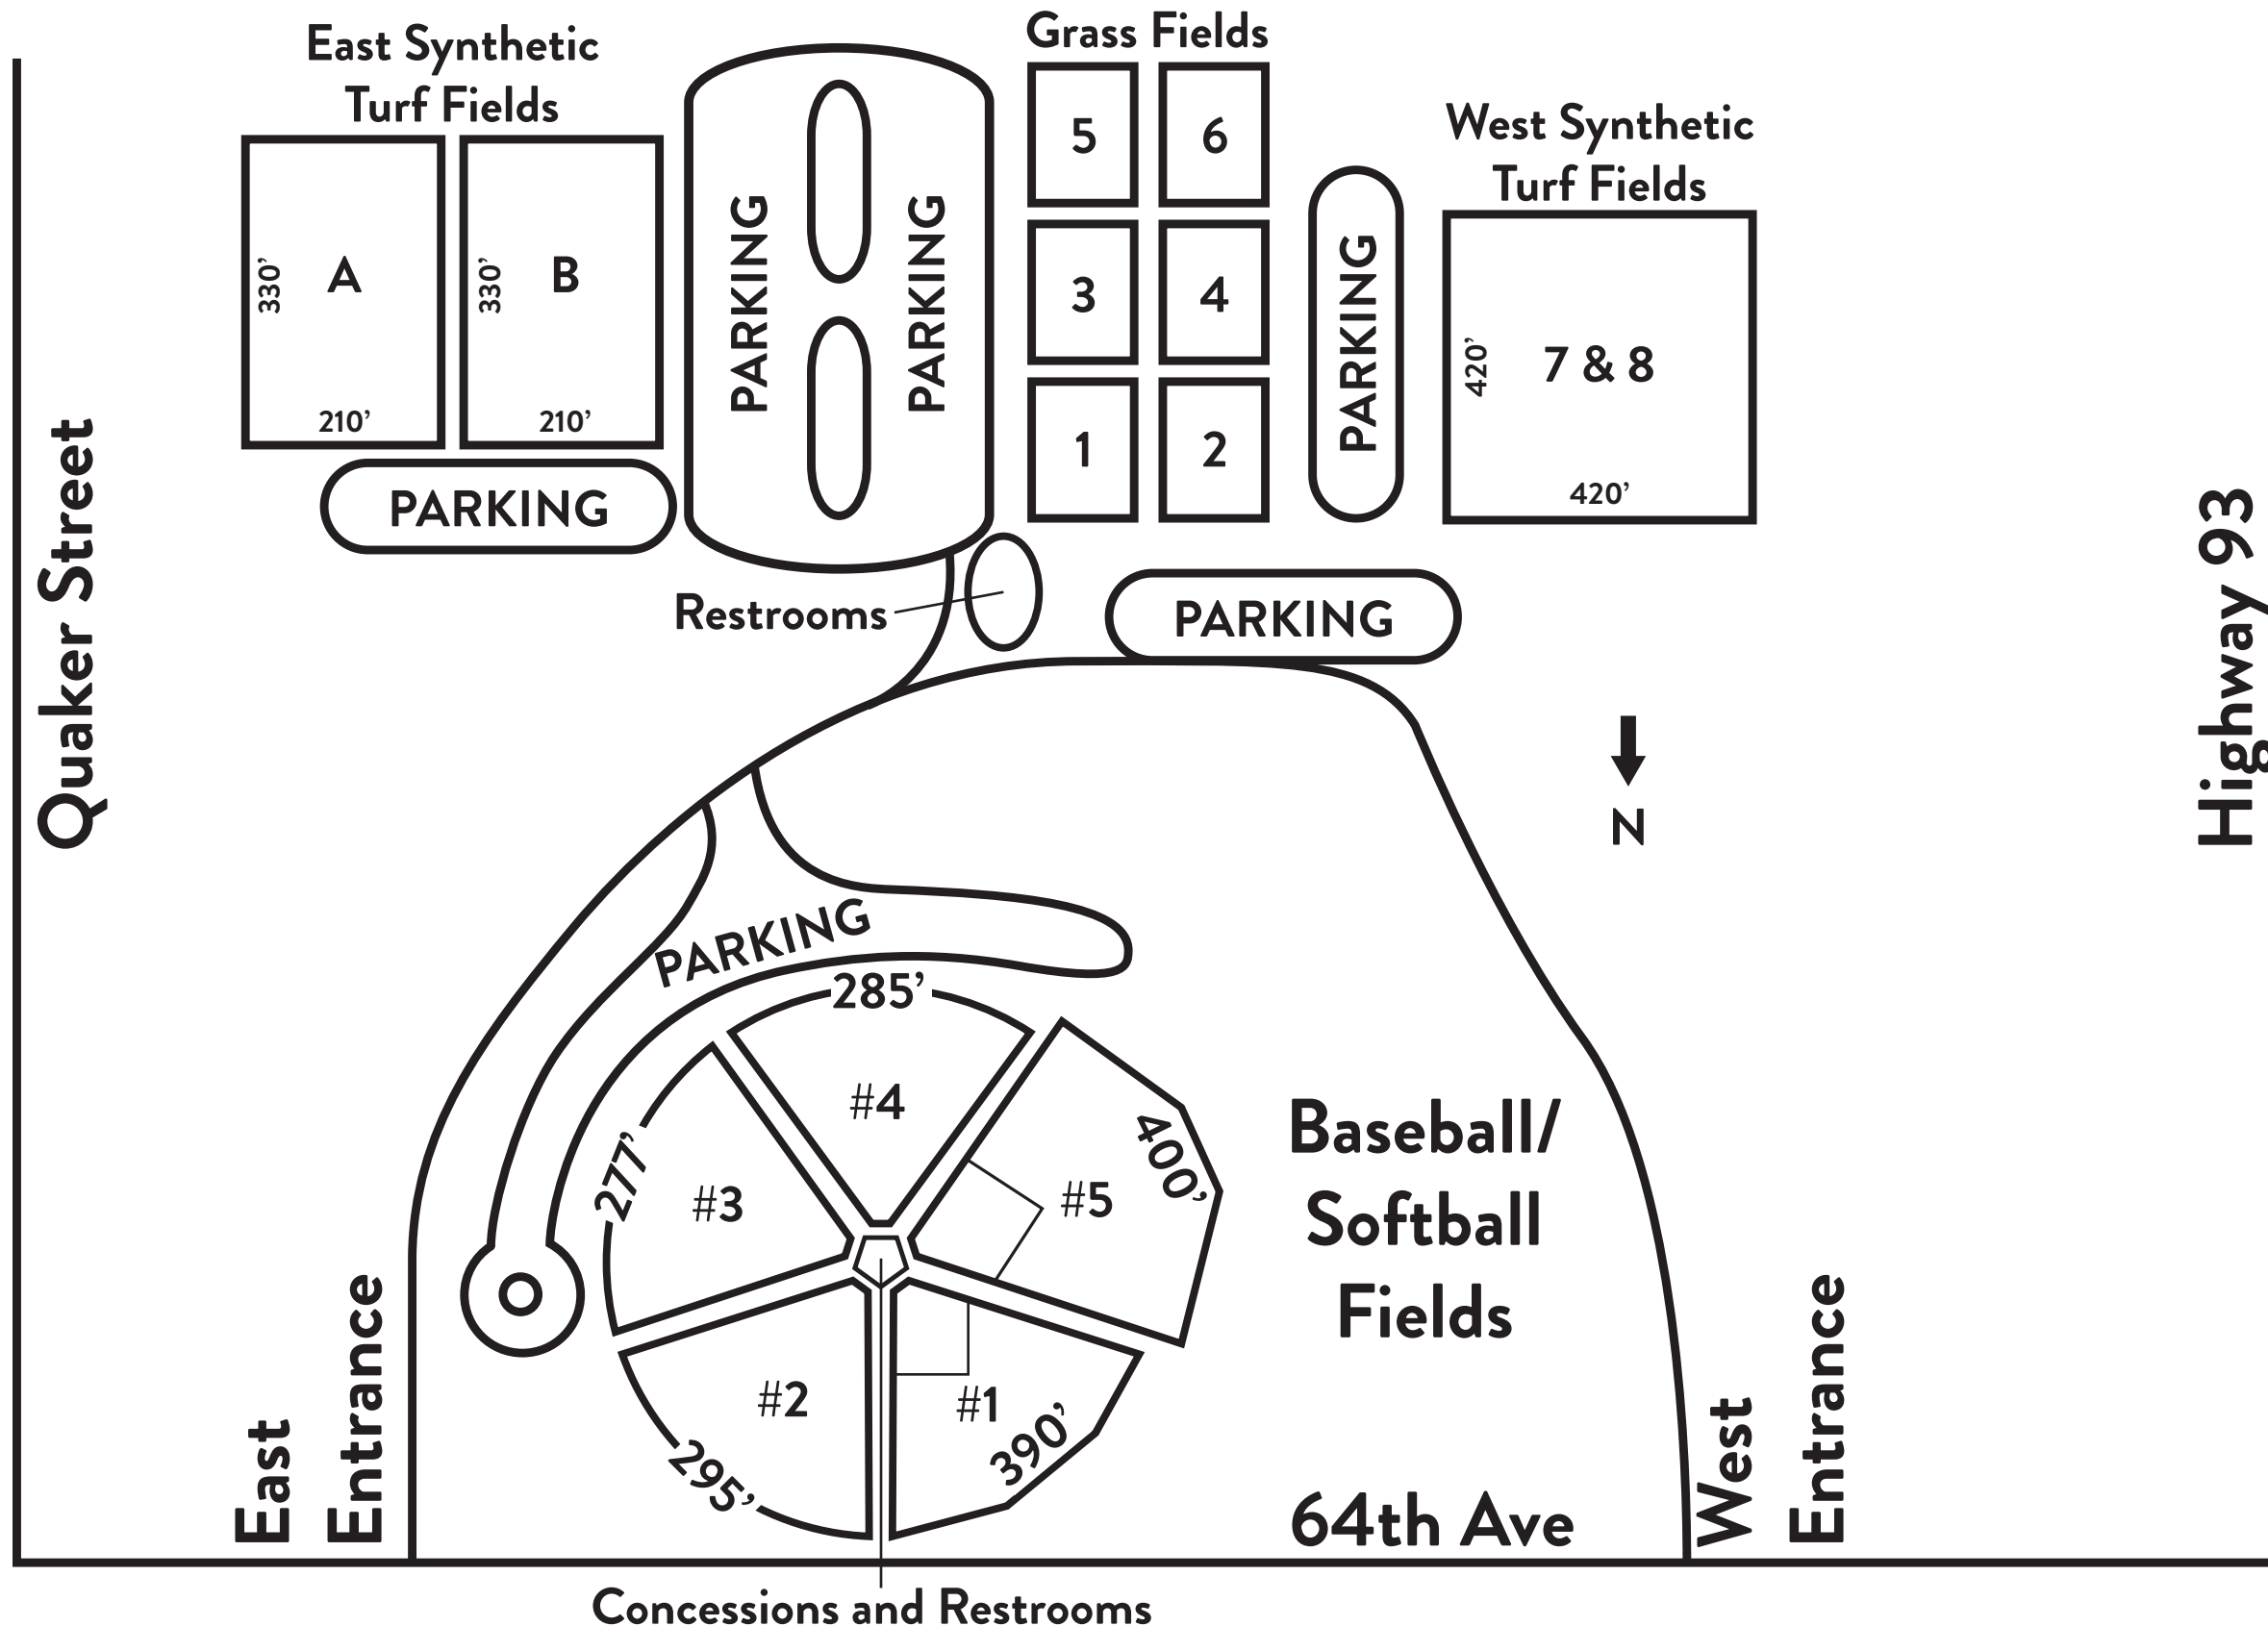 East Synthetic
Turf Fields
Grass Fields
West Synthetic
Turf Fields
A
330’
210’
B
330’
210’
PARKING
PARKING
PARKING
5
6
3
4
1
2
PARKING
7 & 8
420’
420’
PARKING
Restrooms
Quaker Street
Highway 93
N
PARKING
285’
#4
277’
#3
#5
400’
#2
295’
#1
390’
Baseball/
Softball
Fields
East
Entrance
64th Ave
West
Entrance
Concessions and Restrooms